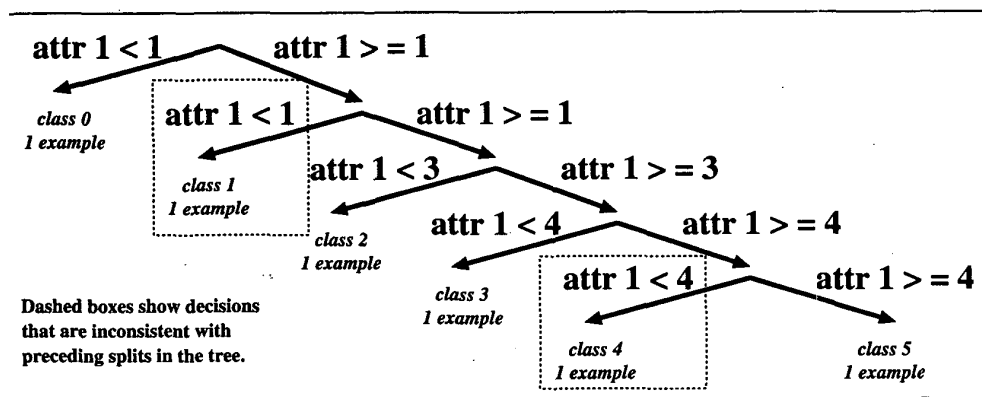 attr 1 < 1 attr 1 > = 1
class 0
1 example
attr 1 < 1 attr 1 > = 1
class 1
1 example
attr 1 < 3 attr 1 > = 3
class 2
1 example
attr 1 < 4 attr 1 > = 4
class 3
1 example
attr 1 < 4 attr 1 > = 4
class 4
1 example
class 5
1 example
Dashed boxes show decisions
that are inconsistent with
preceding splits in the tree.